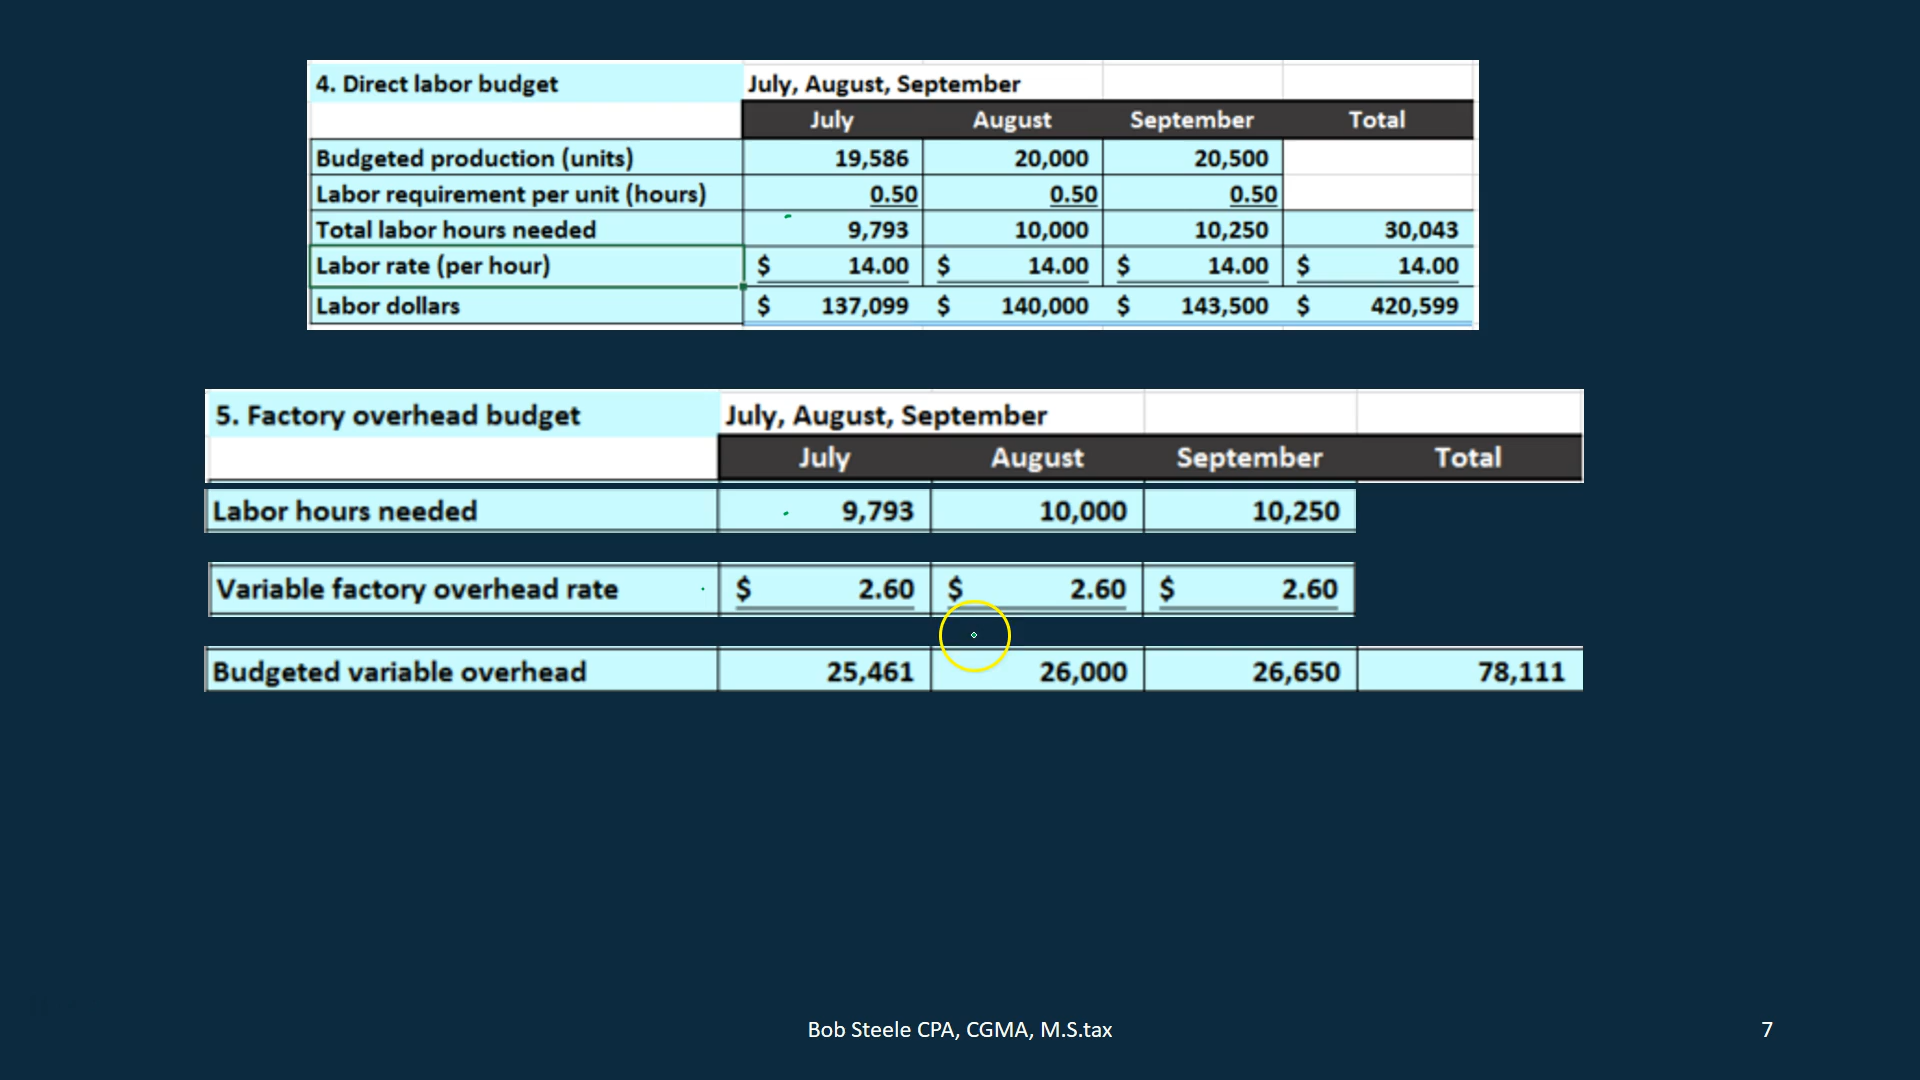 4. Direct labor budget July, August, September
July August September Total
Budgeted production (units) 19,586 20,000 20,500
Labor requirement per unit (hours) 0.50 0.50 0.50
Total labor hours needed 9,793 10,000 10,250 30,043
Labor rate (per hour) $ 14.00 $ 14.00 $ 14.00 $ 14.00
Labor dollars $ 137,099 $ 140,000 $ 143,500 $ 420,599
5. Factory overhead budget July, August, September
July August September Total
Labor hours needed 9,793 10,000 10,250
Variable factory overhead rate $ 2.60 $ 2.60 $ 2.60
Budgeted variable overhead 25,461 26,000 26,650 78,111
Bob Steele CPA, CGMA, M.S.tax 7